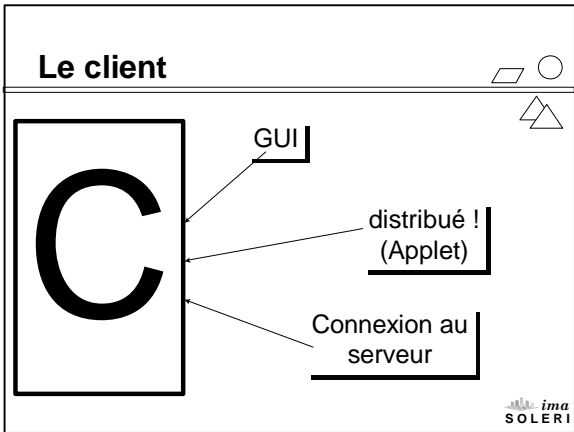 Le client
C
GUI
distribué !
(Applet)
Connexion au
serveur
ima
SOLERI